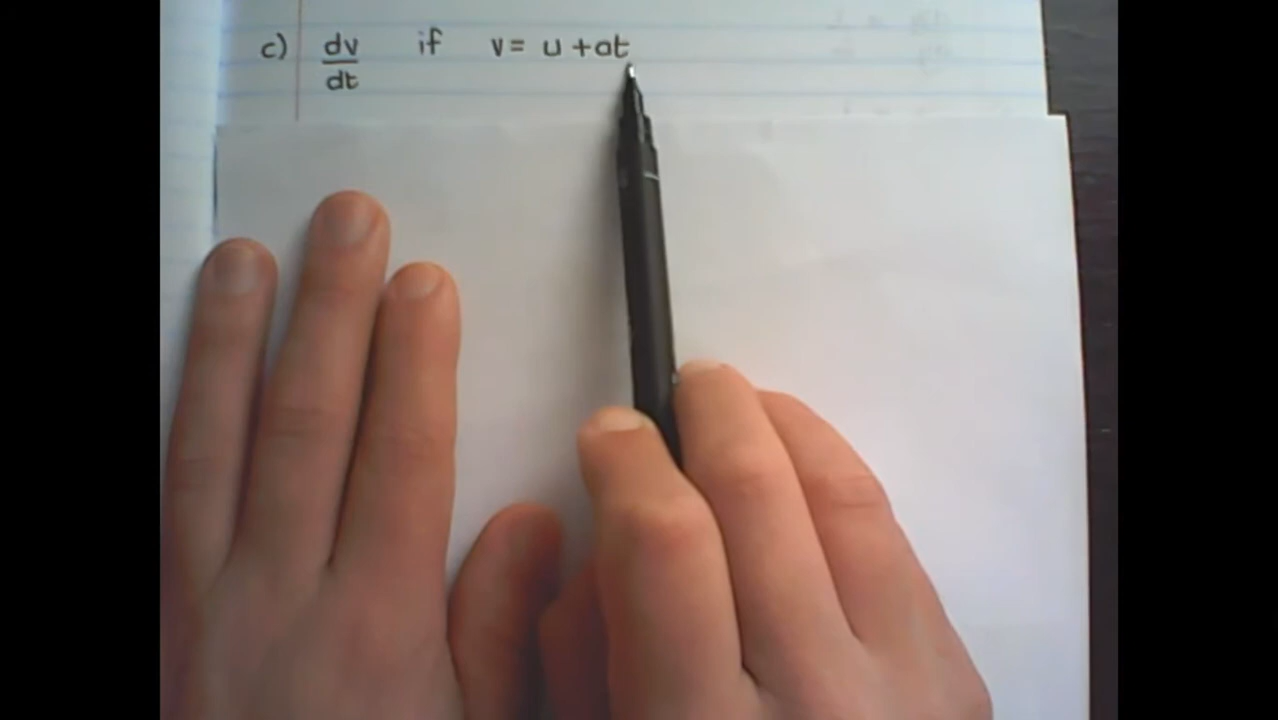 c) dv/dt if v = u + at